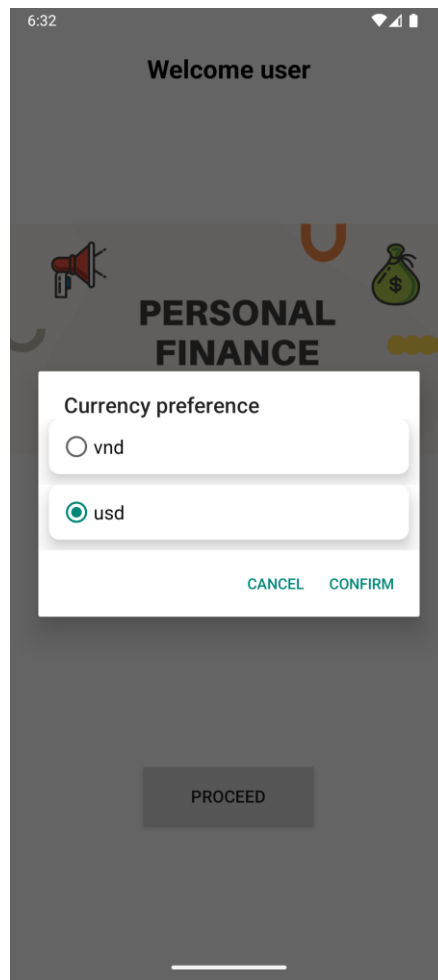 6:32
Welcome user
$
PERSONAL
FINANCE
Currency preference
vnd
usd
CANCEL CONFIRM
PROCEED